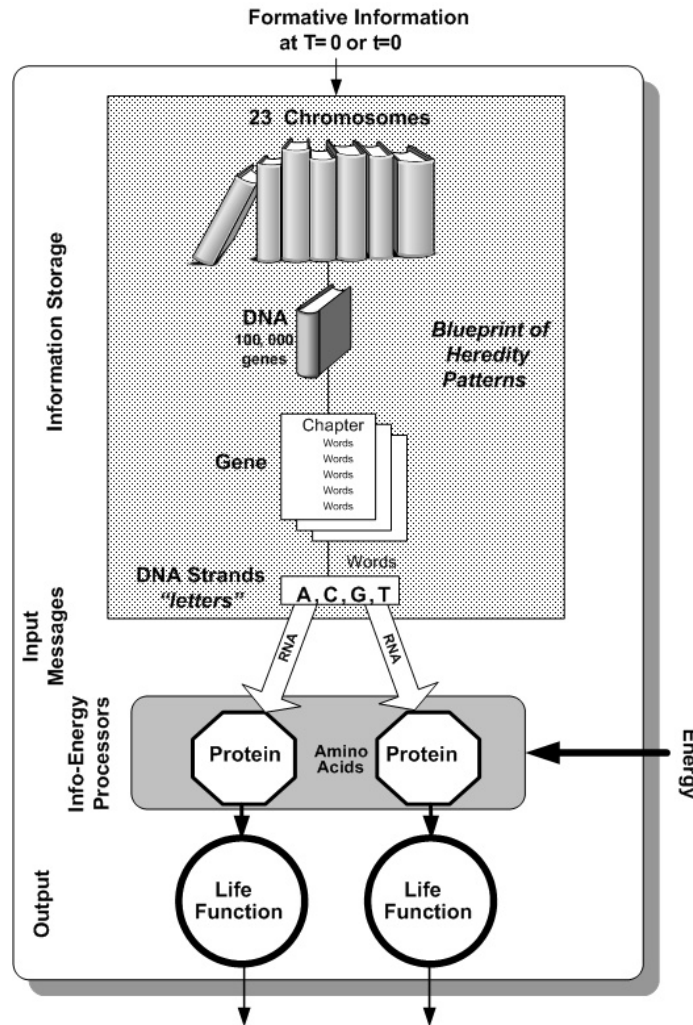 Formative Information
at T= 0 or t=0
23 Chromosomes
Information Storage
DNA
100, 000
genes
Blueprint of
Heredity
Patterns
Chapter
Words
Words
Words
Words
Words
Gene
Words
DNA Strands
"letters"
A, C, G, T
Input
Messages
RNA
RNA
Info-Energy
Processors
Protein
Amino
Acids
Protein
Energy
Output
Life
Function
Life
Function